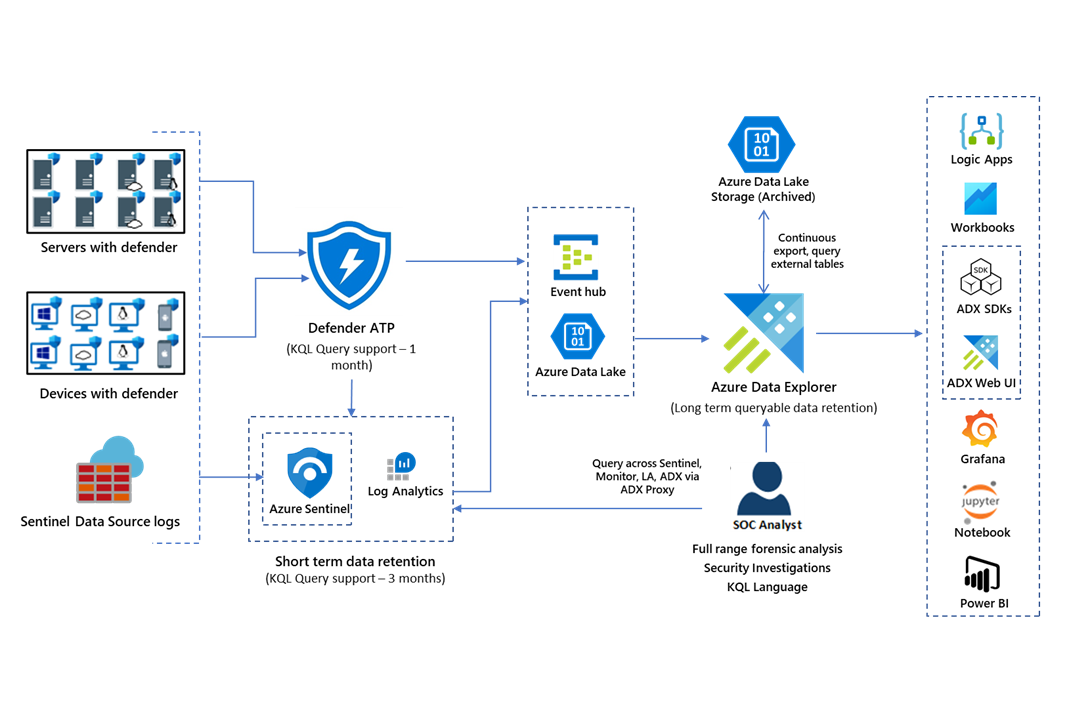 Servers with defender
Devices with defender
Sentinel Data Source logs
Defender ATP
(KQL Query support – 1
month)
Azure Sentinel
Log Analytics
Short term data retention
(KQL Query support – 3 months)
Event hub
10
01
Azure Data Lake
10
01
Azure Data Lake
Storage (Archived)
Continuous
export, query
external tables
Azure Data Explorer
(Long term queryable data retention)
Query across Sentinel,
Monitor, LA, ADX via
ADX Proxy
SOC Analyst
Full range forensic analysis
Security Investigations
KQL Language
Logic Apps
Workbooks
SDK
ADX SDKs
ADX Web UI
Grafana
jupyter
Notebook
Power BI